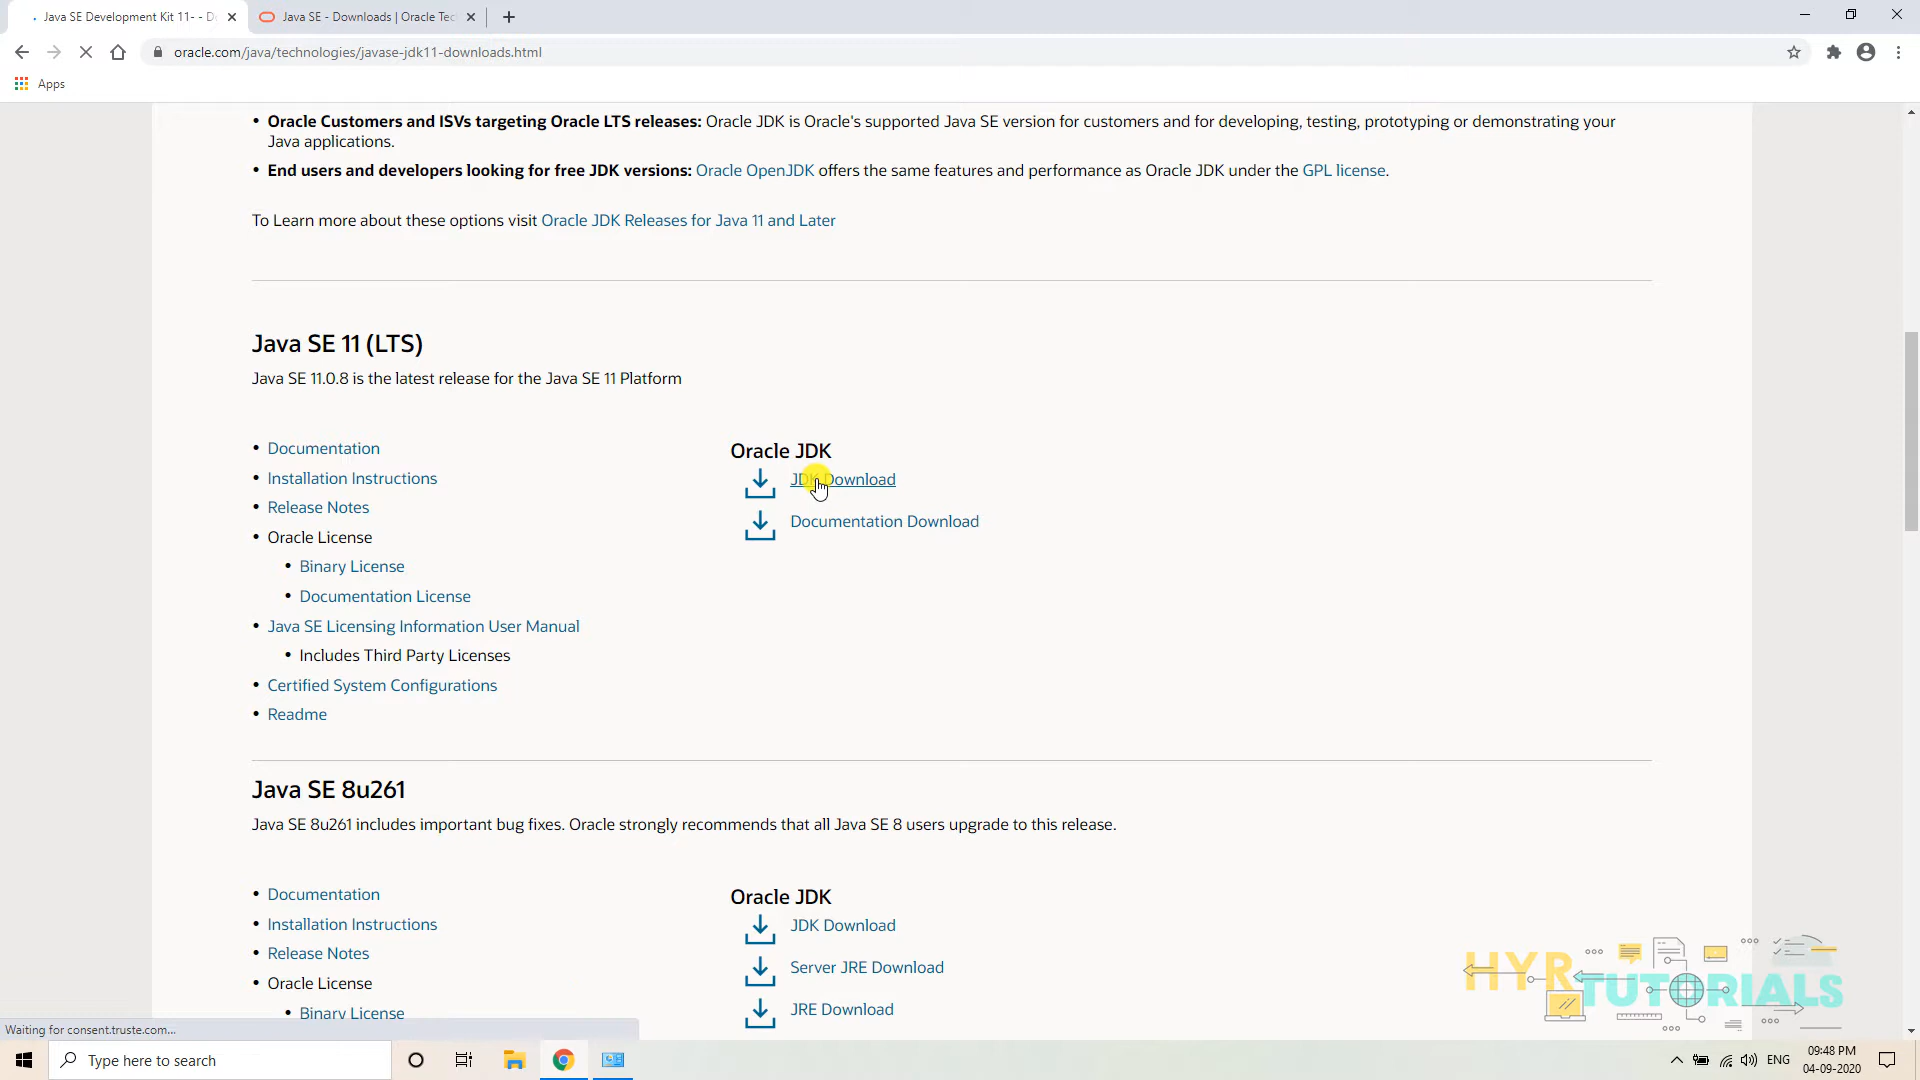 Java SE Development Kit 11- - Do
Java SE - Downloads | Oracle Tec
oracle.com/java/technologies/javase-jdk11-downloads.html
Apps
• Oracle Customers and ISVs targeting Oracle LTS releases: Oracle JDK is Oracle's supported Java SE version for customers and for developing, testing, prototyping or demonstrating your
Java applications.
• End users and developers looking for free JDK versions: Oracle OpenJDK offers the same features and performance as Oracle JDK under the GPL license.
To Learn more about these options visit Oracle JDK Releases for Java 11 and Later
Java SE 11 (LTS)
Java SE 11.0.8 is the latest release for the Java SE 11 Platform
• Documentation
• Installation Instructions
• Release Notes
• Oracle License
• Binary License
• Documentation License
• Java SE Licensing Information User Manual
• Includes Third Party Licenses
• Certified System Configurations
• Readme
Oracle JDK
JDK Download
Documentation Download
Java SE 8u261
Java SE 8u261 includes important bug fixes. Oracle strongly recommends that all Java SE 8 users upgrade to this release.
• Documentation
• Installation Instructions
• Release Notes
• Oracle License
• Binary License
Oracle JDK
JDK Download
Server JRE Download
JRE Download
HYR TUTORIALS
Waiting for consent.truste.com...
Type here to search
ENG
09:48 PM
04-09-2020